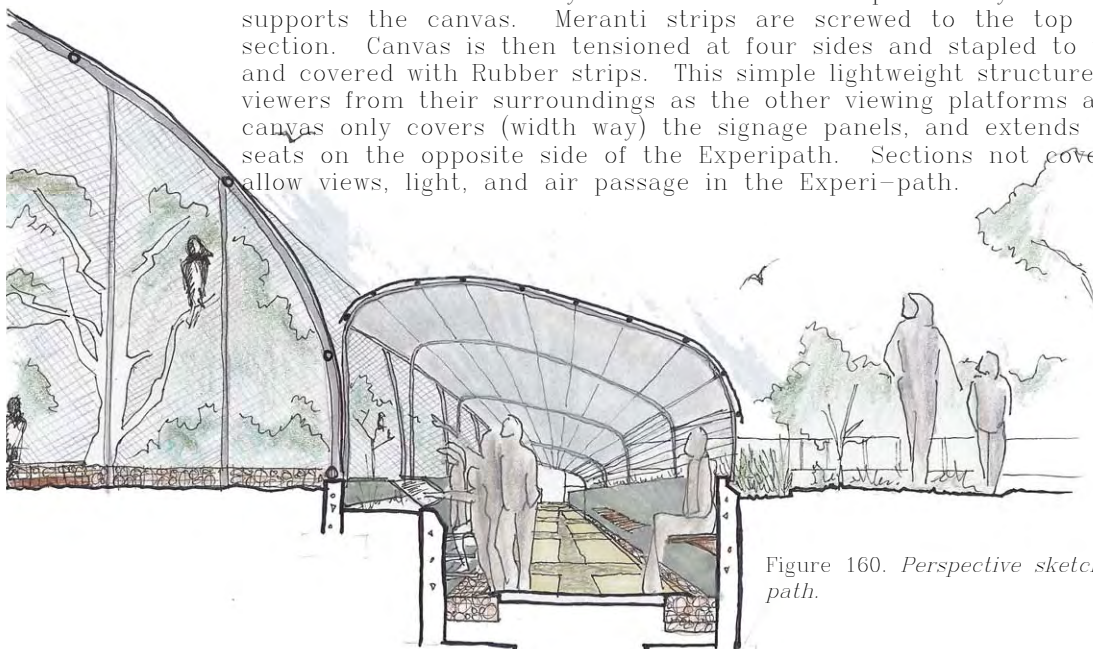 supports the canvas. Meranti strips are screwed to the top
section. Canvas is then tensioned at four sides and stapled to
and covered with Rubber strips. This simple lightweight structure
viewers from their surroundings as the other viewing platforms a
canvas only covers (width way) the signage panels, and extends
seats on the opposite side of the Experipath. Sections not cove
allow views, light, and air passage in the Experi-path.
Figure 160. Perspective sketc
path.